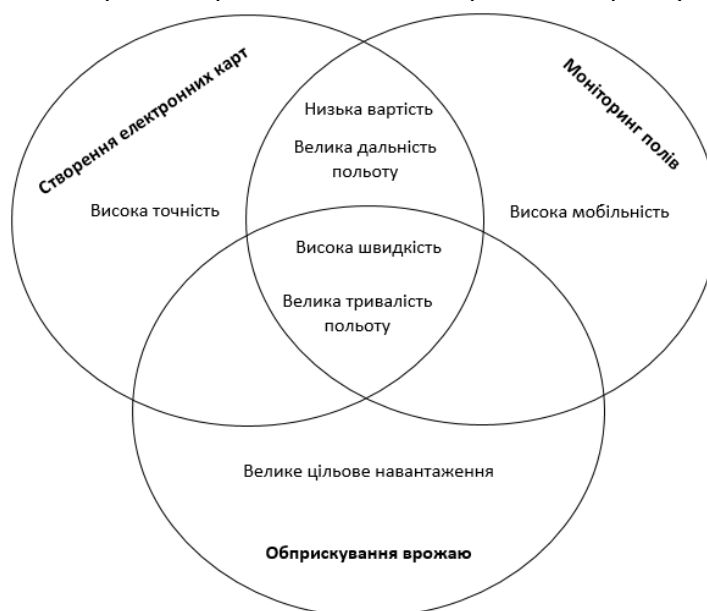 Створення електронних карт
Моніторинг полів
Низька вартість
Велика дальність
польоту
Висока точність
Висока мобільність
Висока швидкість
Велика тривалість
польоту
Велике цільове навантаження
Обприскування врожаю